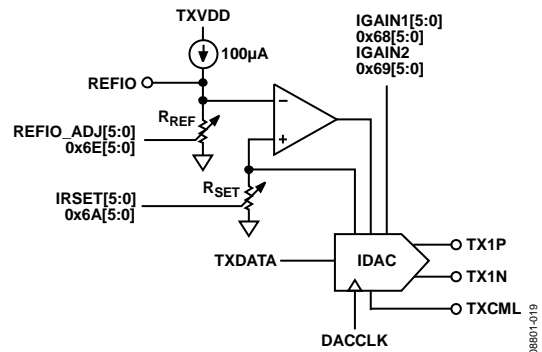 TXVDD
100µA
REFIO
RREF
REFIO_ADJ[5:0]
0x6E[5:0]
IGAIN1[5:0]
0x68[5:0]
IGAIN2
0x69[5:0]
−
+
RSET
IRSET[5:0]
0x6A[5:0]
TXDATA
IDAC
TX1P
TX1N
TXCML
DACCLK
08801-019